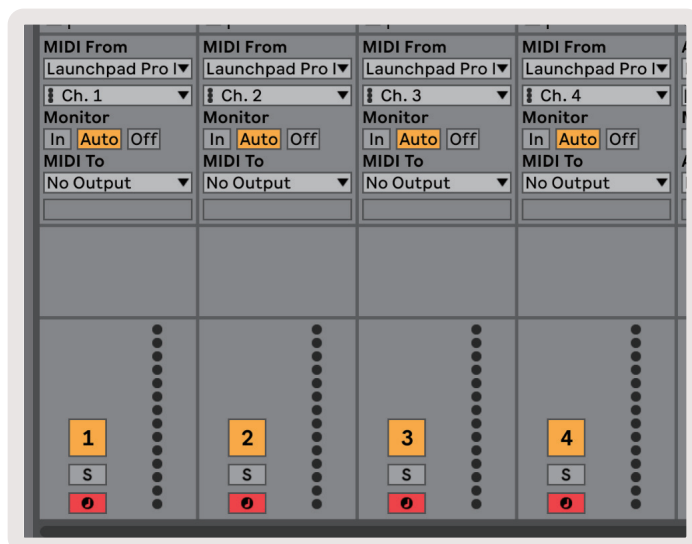 MIDI From MIDI From MIDI From MIDI From
Launchpad Pro Launchpad Pro Launchpad Pro Launchpad Pro
Ch. 1 Ch. 2 Ch. 3 Ch. 4
Monitor Monitor Monitor Monitor
In Auto Off In Auto Off In Auto Off In Auto Off
MIDI To MIDI To MIDI To MIDI To
No Output No Output No Output No Output
1 2 3 4
S S S S